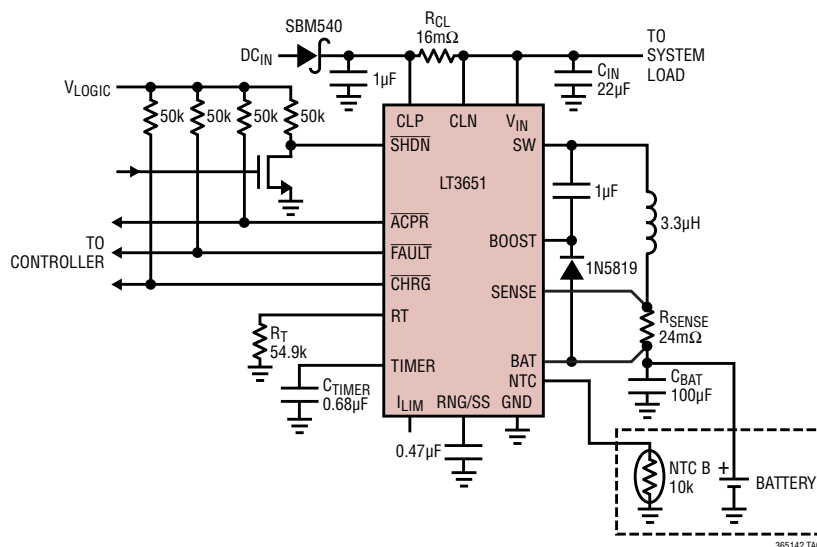 SBM540
DCIN
RCL
16mΩ
TO
SYSTEM
LOAD
1µF
CIN
22µF
VLOGIC
50k 50k 50k 50k
CLP CLN VIN
SHDN
SW
LT3651
1µF
3.3µH
ACPR
BOOST
TO
CONTROLLER
FAULT
1N5819
CHRG
SENSE
RT
RSENSE
24mΩ
RT
54.9k
TIMER
BAT
NTC
CTIMER
0.68µF
CBAT
100µF
ILIM RNG/SS GND
0.47µF
NTC B
10k
+
BATTERY